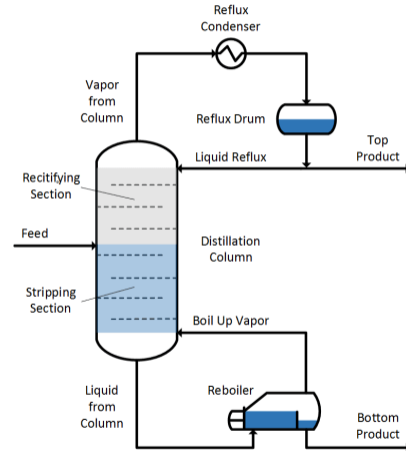 Reflux
Condenser
Vapor
from
Column
Reflux Drum
Top
Product
Liquid Reflux
Recitifying
Section
Feed
Distillation
Column
Stripping
Section
Boil Up Vapor
Liquid
from
Column
Reboiler
Bottom
Product